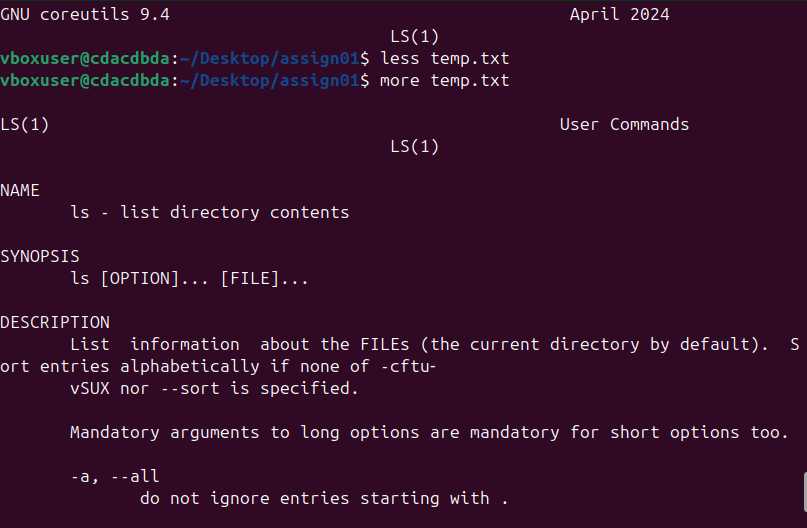 GNU coreutils 9.4 April 2024
LS(1)
vboxuser@cdacdbda:~/Desktop/assign01$ less temp.txt
vboxuser@cdacdbda:~/Desktop/assign01$ more temp.txt
LS(1) User Commands
LS(1)
NAME
ls - list directory contents
SYNOPSIS
ls [OPTION]... [FILE]...
DESCRIPTION
List  information  about the FILEs (the current directory by default).  S
ort entries alphabetically if none of -cftu-
vSUX nor --sort is specified.
Mandatory arguments to long options are mandatory for short options too.
-a, --all
do not ignore entries starting with .